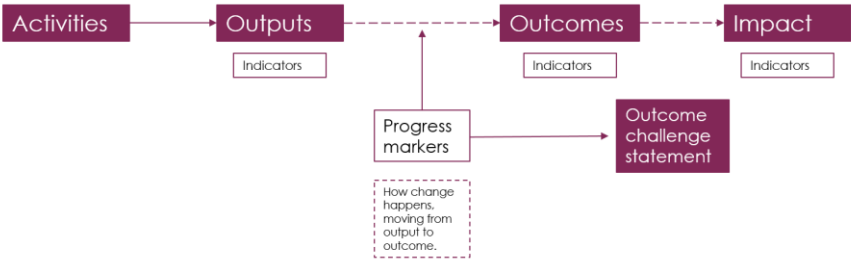 Activities
Outputs
Outcomes
Impact
Indicators
Indicators
Indicators
Progress
markers
Outcome
challenge
statement
How change
happens,
moving from
output to
outcome.